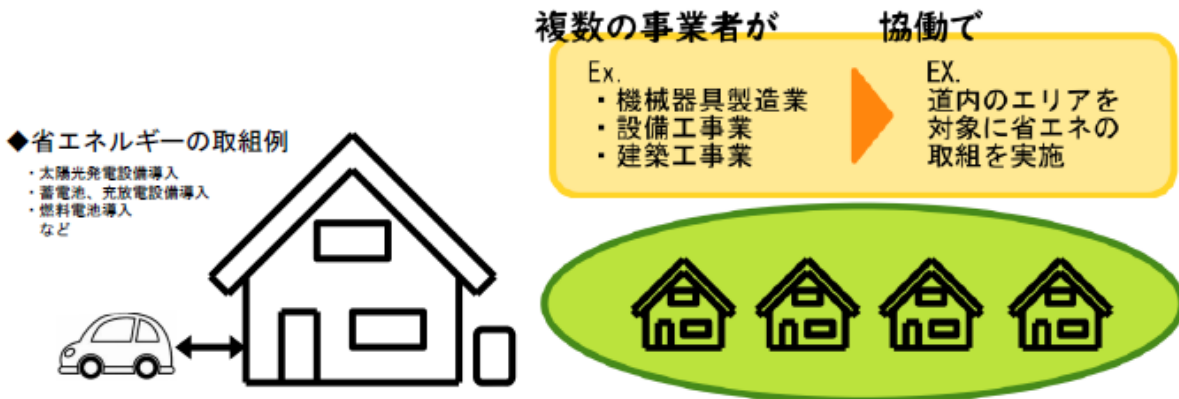 ◆省エネルギーの取組例
・太陽光発電設備導入
・蓄電池、充放電設備導入
・燃料電池導入
など
複数の事業者が
Ex.
・機械器具製造業
・設備工事業
・建築工事業
協働で
EX.
道内のエリアを
対象に省エネの
取組を実施